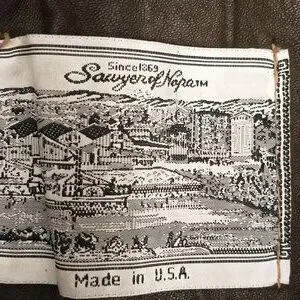 Since 1869
Sawyer of Napa TM
Made in U.S.A.